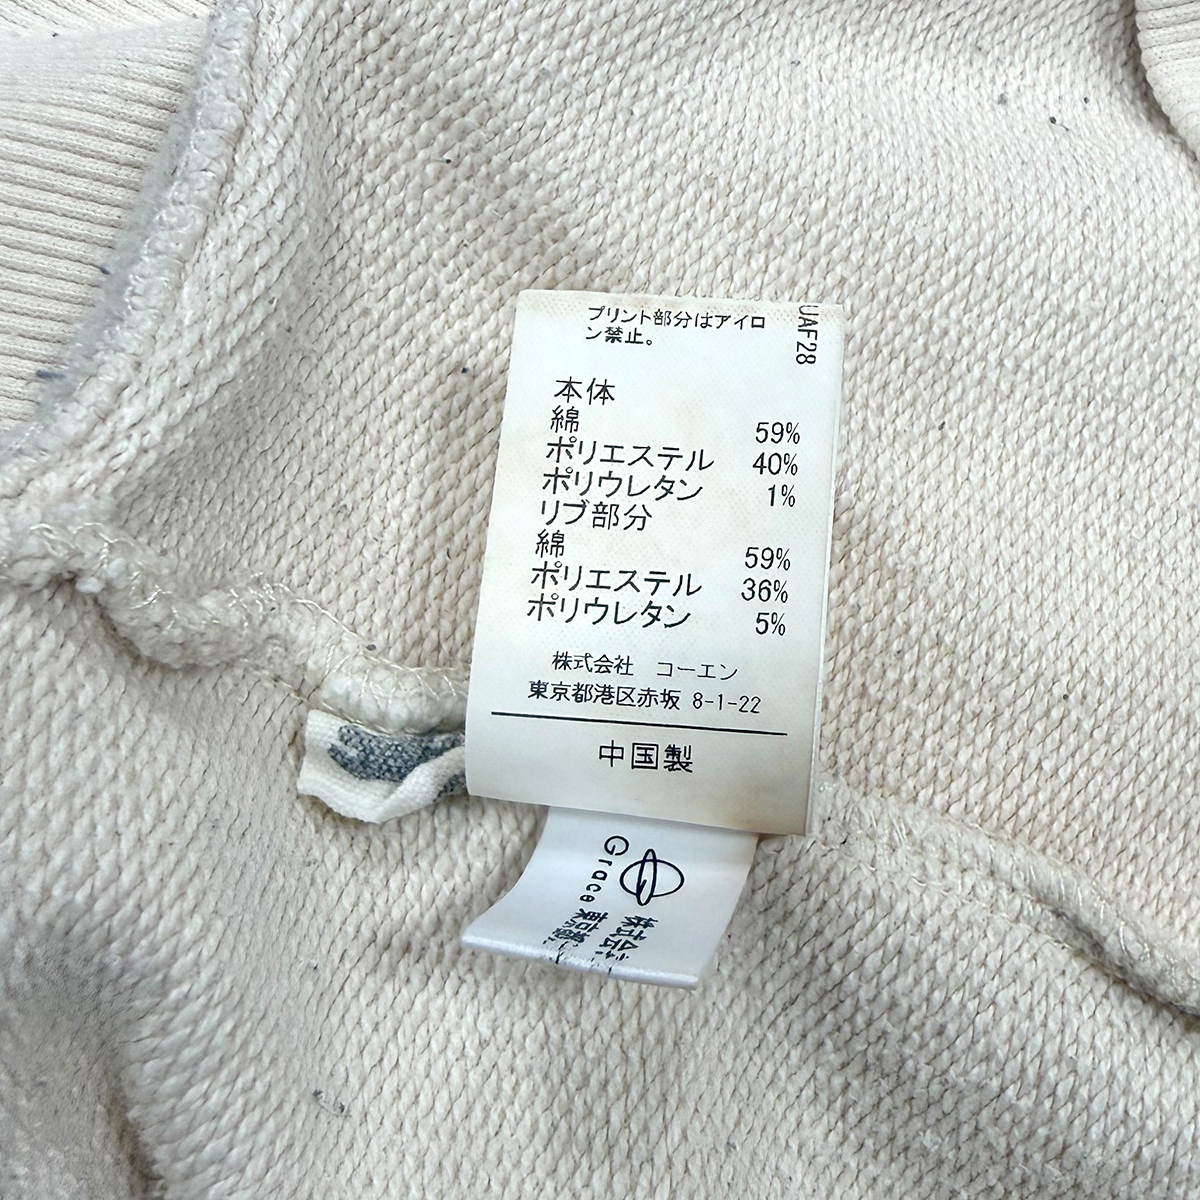 プリント部分はアイロ
ン禁止。
UAF28
本体
綿 59%
ポリエステル 40%
ポリウレタン 1%
リブ部分
綿 59%
ポリエステル 36%
ポリウレタン 5%
株式会社 コーエン
東京都港区赤坂 8-1-22
中国製
Grace